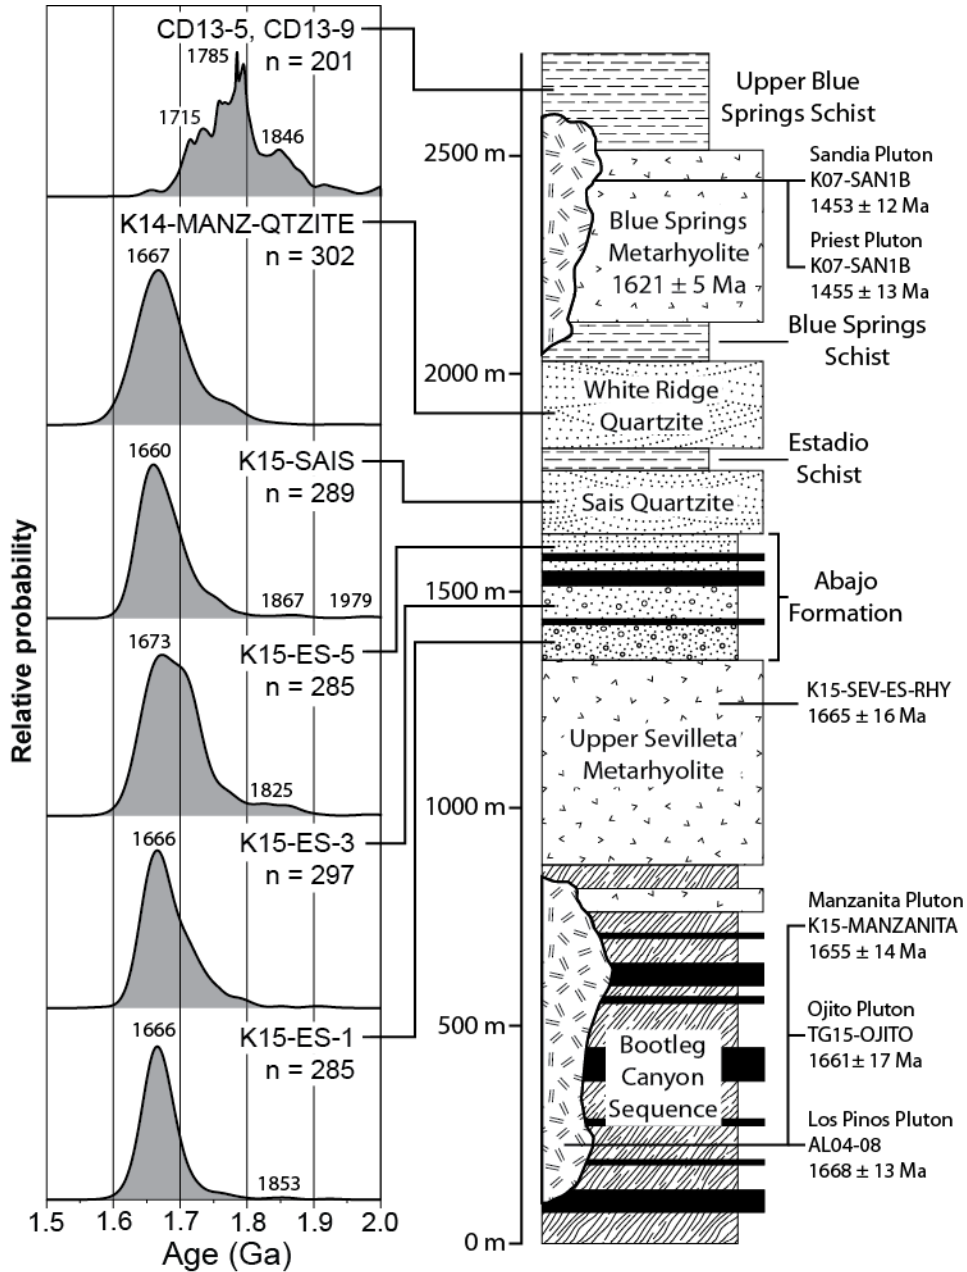 CD13-5, CD13-9
n = 201
1785
1715
1846
K14-MANZ-QTZITE
n = 302
1667
K15-SAIS
n = 289
1660
1867
1979
K15-ES-5
n = 285
1673
1825
K15-ES-3
n = 297
1666
K15-ES-1
n = 285
1666
1853
1.5
1.6
1.7
1.8
1.9
2.0
Age (Ga)
Relative probability
2500 m
2000 m
1500 m
1000 m
500 m
0 m
Upper Blue
Springs Schist
Blue Springs
Metarhyolite
1621 ± 5 Ma
Sandia Pluton
K07-SAN1B
1453 ± 12 Ma
Priest Pluton
K07-SAN1B
1455 ± 13 Ma
Blue Springs
Schist
White Ridge
Quartzite
Estadio
Schist
Sais Quartzite
Abajo
Formation
K15-SEV-ES-RHY
1665 ± 16 Ma
Upper Sevilleta
Metarhyolite
Manzanita Pluton
K15-MANZANITA
1655 ± 14 Ma
Ojito Pluton
TG15-OJITO
1661± 17 Ma
Bootleg
Canyon
Sequence
Los Pinos Pluton
AL04-08
1668 ± 13 Ma